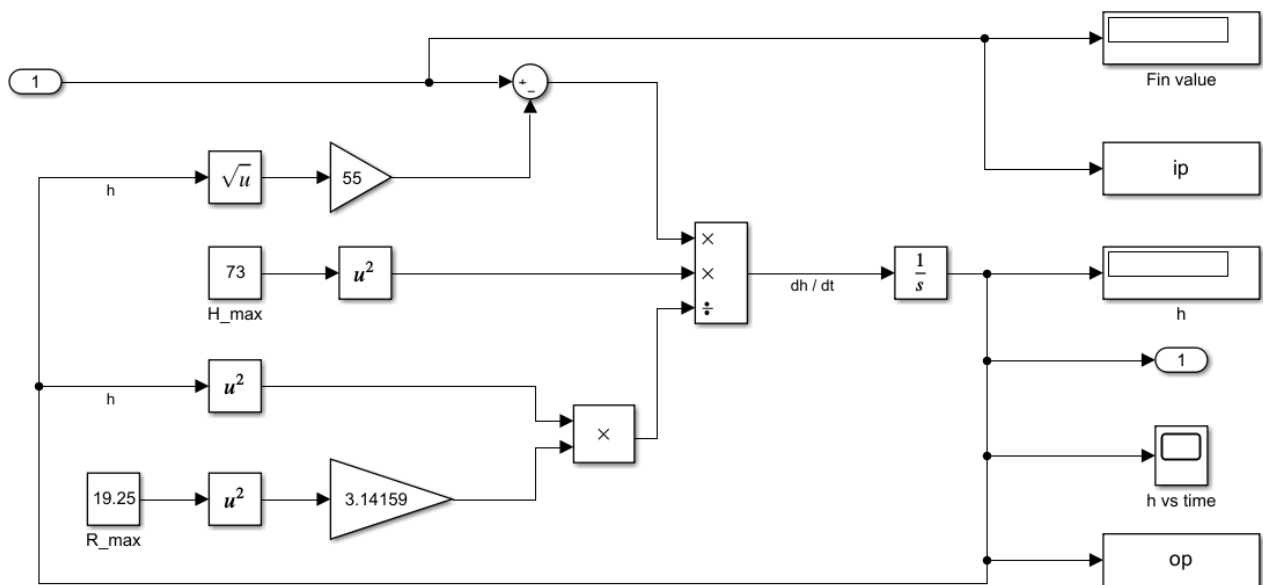 1
Fin value
+
−
√u
55
h
ip
×
73
u²
×
dh / dt
1
s
H_max
÷
h
u²
1
h
×
19.25
u²
3.14159
h vs time
R_max
op